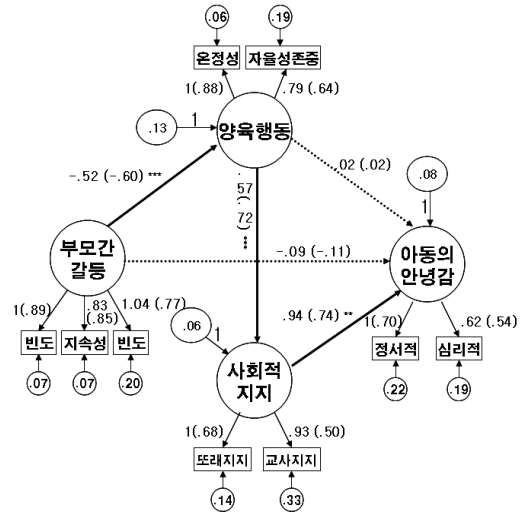 .06
.19
온정성
자율성존중
1(.88)
.79 (.64)
.13
1
양육행동
.08
1
-.52 (-.60) ***
.57(.72) ***
.02 (.02)
부모간
갈등
-.09 (-.11)
아동의
안녕감
1(.89)
.83
(.85)
1.04 (.77)
.06
1
.94 (.74) **
1(.70)
.62 (.54)
빈도
지속성
빈도
정서적
심리적
.07
.07
.20
사회적
지지
.22
.19
1(.68)
.93 (.50)
또래지지
교사지지
.14
.33